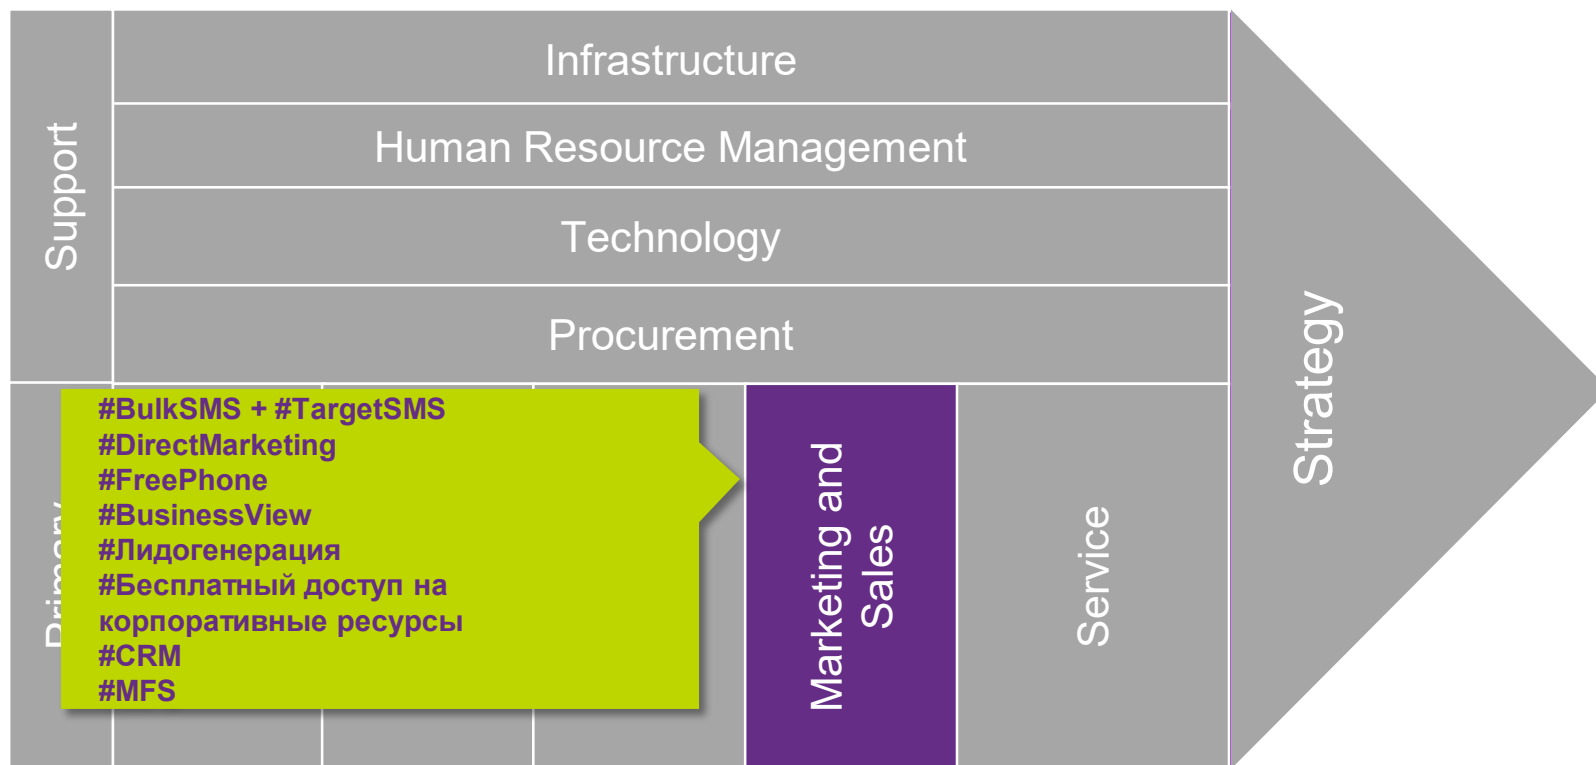 Infrastructure
Support
Human Resource Management
Technology
Procurement
Strategy
Primary
#BulkSMS + #TargetSMS
#DirectMarketing
#FreePhone
#BusinessView
#Лидогенерация
#Бесплатный доступ на
корпоративные ресурсы
#CRM
#MFS
Marketing and
Sales
Service